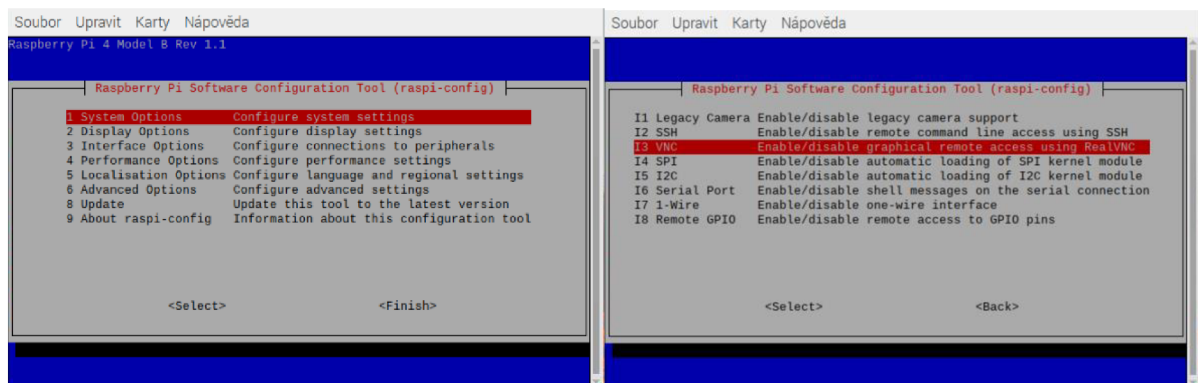 Soubor Upravit Karty Nápověda
Raspberry Pi 4 Model B Rev 1.1
Raspberry Pi Software Configuration Tool (raspi-config)
1 System Options Configure system settings
2 Display Options Configure display settings
3 Interface Options Configure connections to peripherals
4 Performance Options Configure performance settings
5 Localisation Options Configure language and regional settings
6 Advanced Options Configure advanced settings
8 Update Update this tool to the latest version
9 About raspi-config Information about this configuration tool
<Select> <Finish>
Soubor Upravit Karty Nápověda
Raspberry Pi Software Configuration Tool (raspi-config)
I1 Legacy Camera Enable/disable legacy camera support
I2 SSH Enable/disable remote command line access using SSH
I3 VNC Enable/disable graphical remote access using RealVNC
I4 SPI Enable/disable automatic loading of SPI kernel module
I5 I2C Enable/disable automatic loading of I2C kernel module
I6 Serial Port Enable/disable shell messages on the serial connection
I7 1-Wire Enable/disable one-wire interface
I8 Remote GPIO Enable/disable remote access to GPIO pins
<Select> <Back>